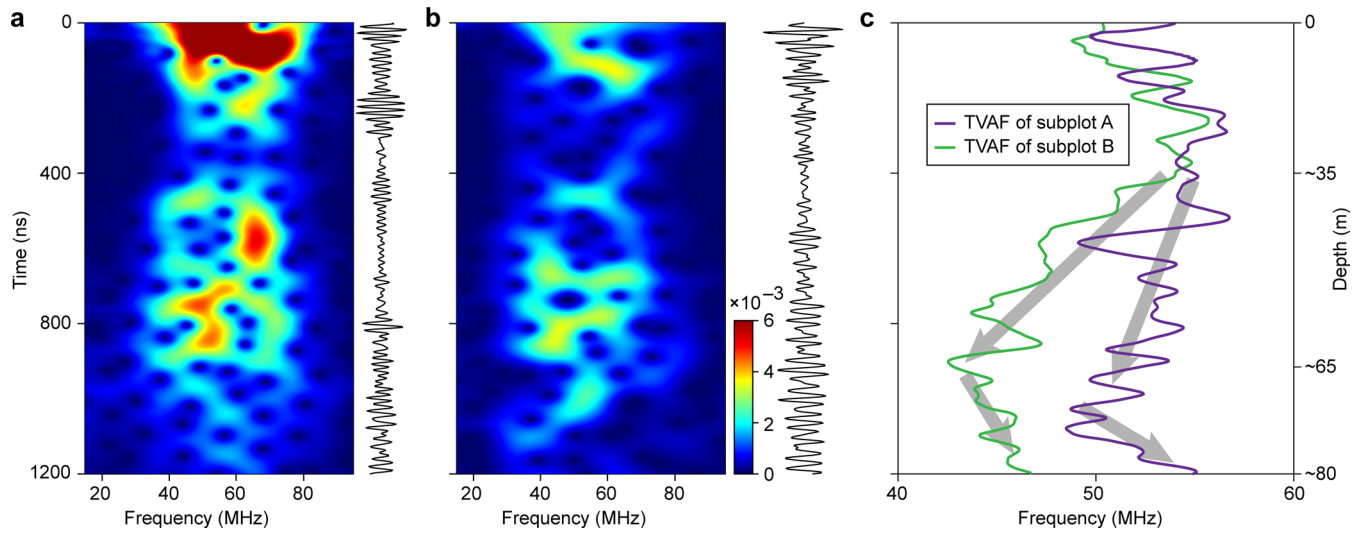 a
b
c
0
400
800
1200
Time (ns)
20
40
60
80
Frequency (MHz)
×10−3
6
4
2
0
20
40
60
80
Frequency (MHz)
TVAF of subplot A
TVAF of subplot B
0
~35
~65
~80
Depth (m)
40
50
60
Frequency (MHz)